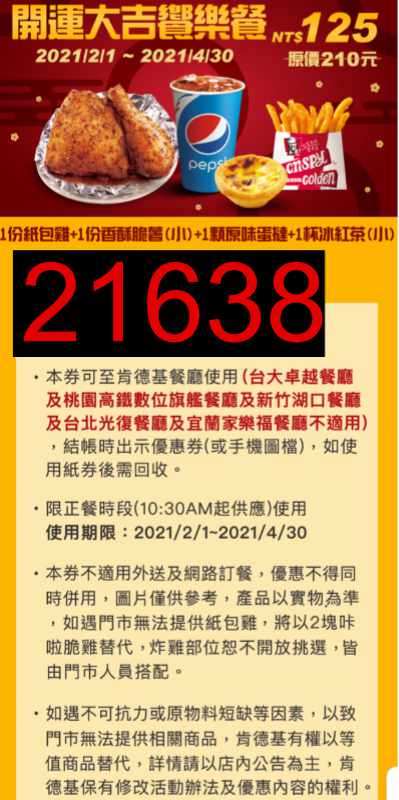 開運大吉饗樂餐 NT$125
2021/2/1 ~ 2021/4/30 原價210元
pepsi
KFC
crispy
golden
1份紙包雞+1份香酥脆薯(小)+1顆原味蛋撻+1杯冰紅茶(小)
21638
・本券可至肯德基餐廳使用(台大卓越餐廳
及桃園高鐵數位旗艦餐廳及新竹湖口餐廳
及台北光復餐廳及宜蘭家樂福餐廳不適用)
，結帳時出示優惠券(或手機圖檔)，如使
用紙券後需回收。
・限正餐時段(10:30AM起供應)使用
使用期限：2021/2/1~2021/4/30
・本券不適用外送及網路訂餐，優惠不得同
時併用，圖片僅供參考，產品以實物為準
，如遇門市無法提供紙包雞，將以2塊咔
啦脆雞替代，炸雞部位恕不開放挑選，皆
由門市人員搭配。
・如遇不可抗力或原物料短缺等因素，以致
門市無法提供相關商品，肯德基有權以等
值商品替代，詳情請以店內公告為主，肯
德基保有修改活動辦法及優惠內容的權利。